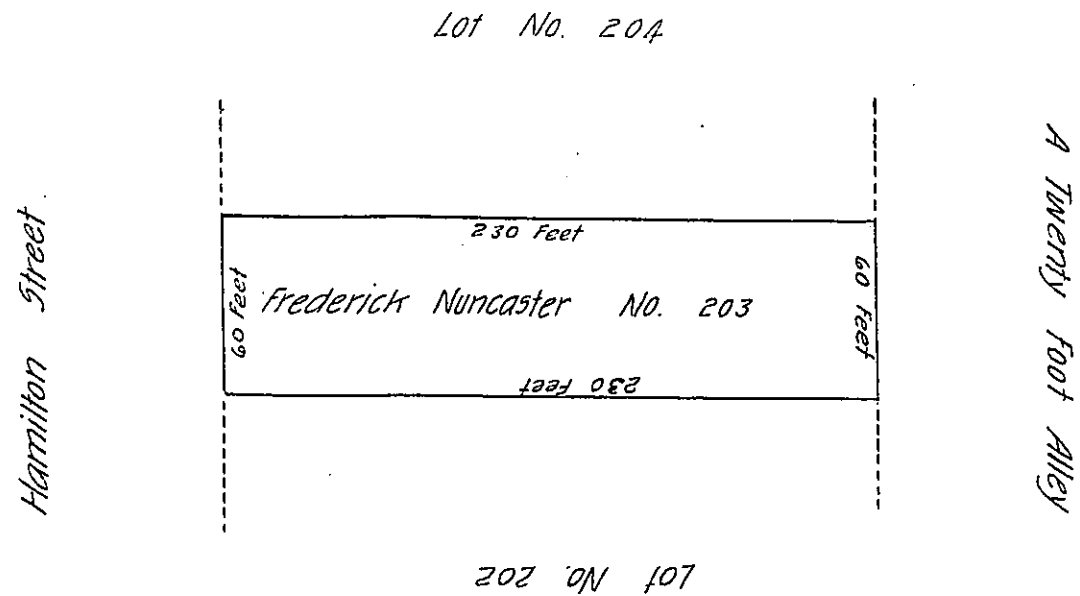 Lot No. 204
Hamilton Street
A Twenty Foot Alley
230 Feet
60 Feet
60 Feet
Frederick Nuncaster No. 203
230 Feet
Lot No. 202